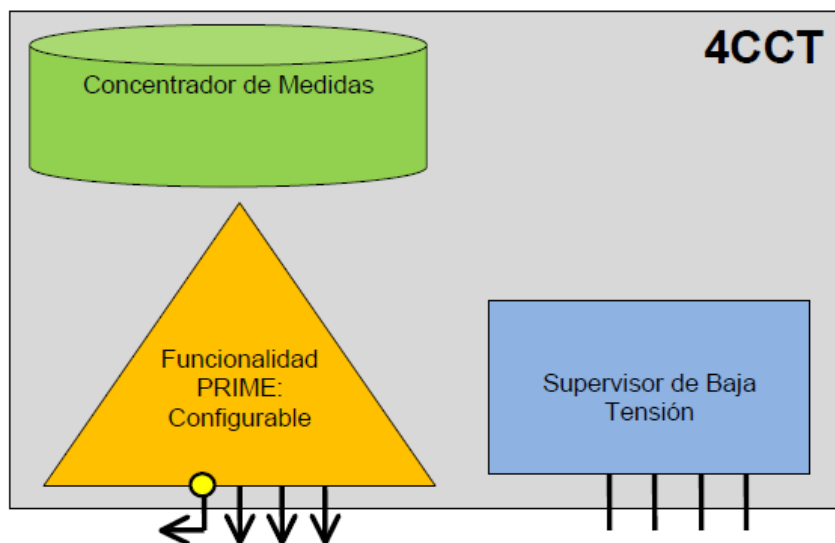 4CCT
Concentrador de Medidas
Funcionalidad
PRIME:
Configurable
Supervisor de Baja
Tensión